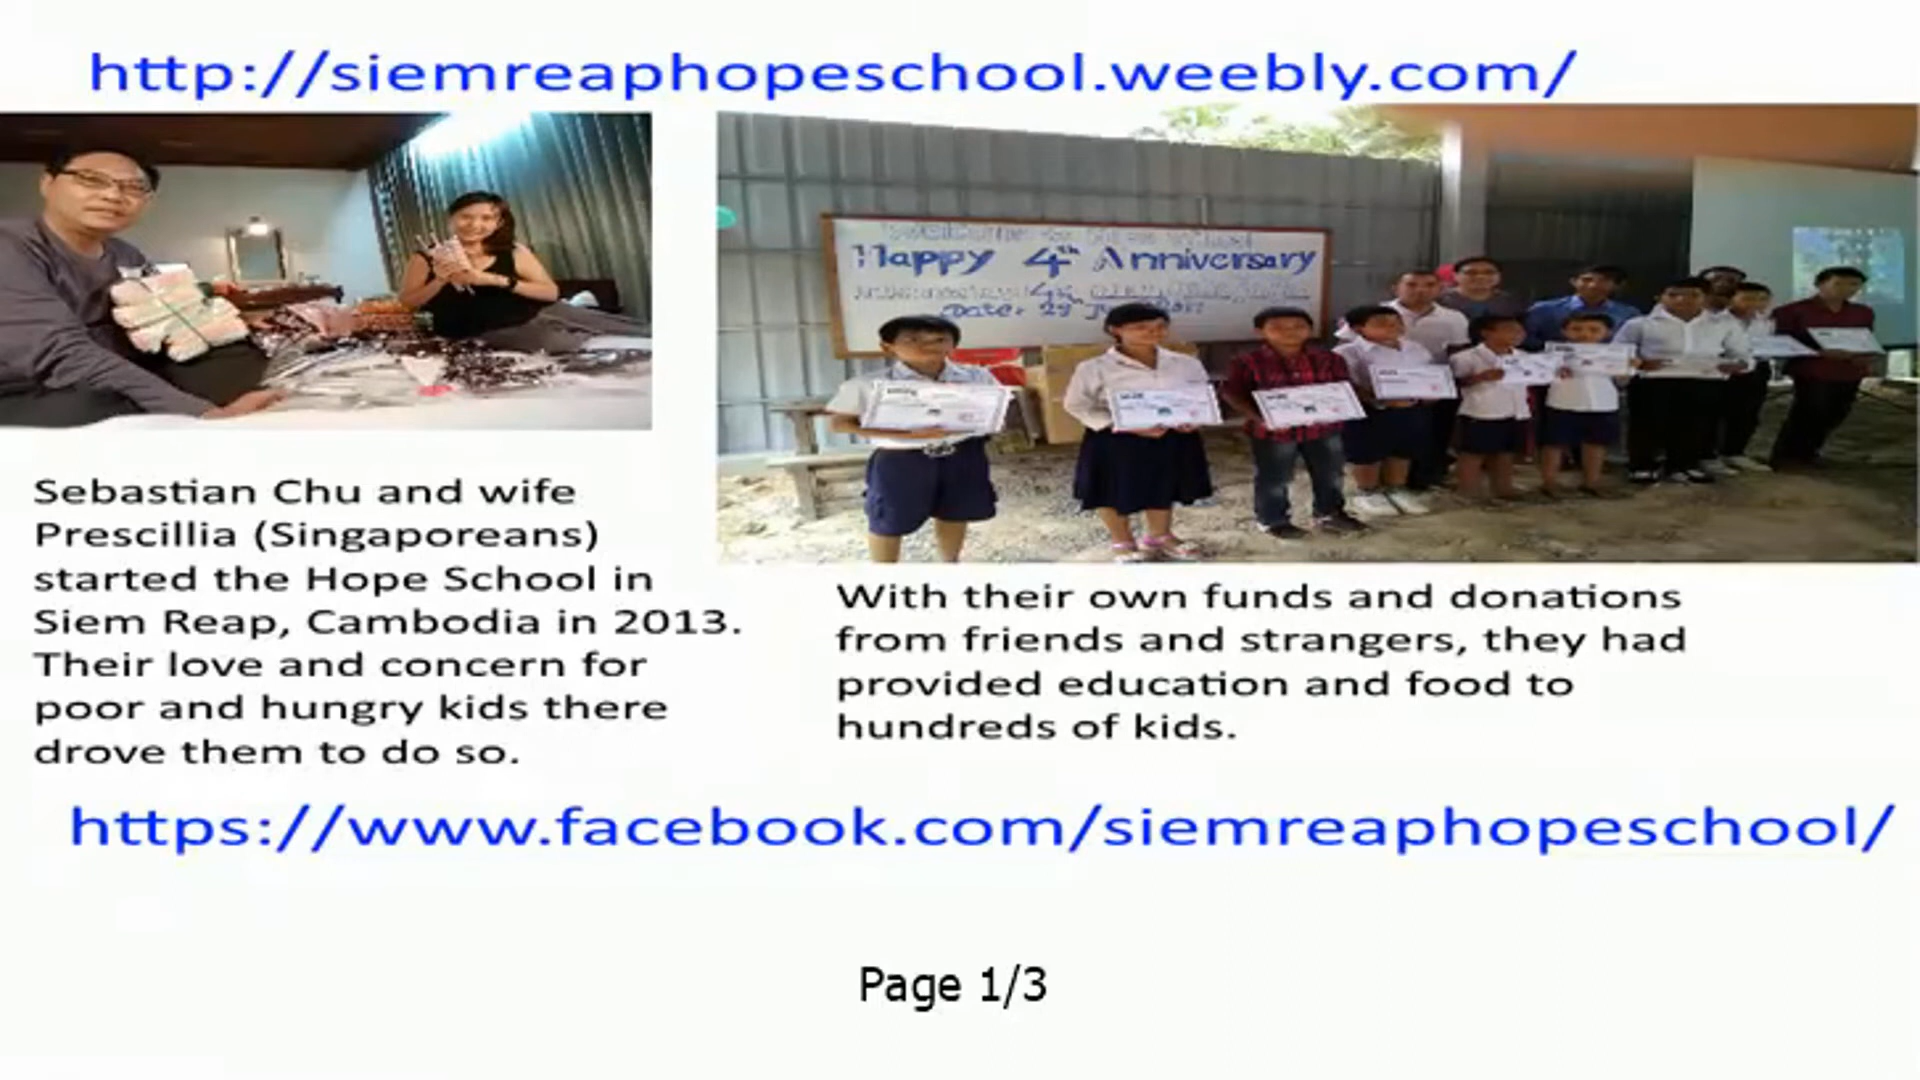 http://siemreaphopeschool.weebly.com/
Happy 4th Anniversary
Date: 29
Sebastian Chu and wife
Prescillia (Singaporeans)
started the Hope School in
Siem Reap, Cambodia in 2013.
Their love and concern for
poor and hungry kids there
drove them to do so.
With their own funds and donations
from friends and strangers, they had
provided education and food to
hundreds of kids.
https://www.facebook.com/siemreaphopeschool/
Page 1/3